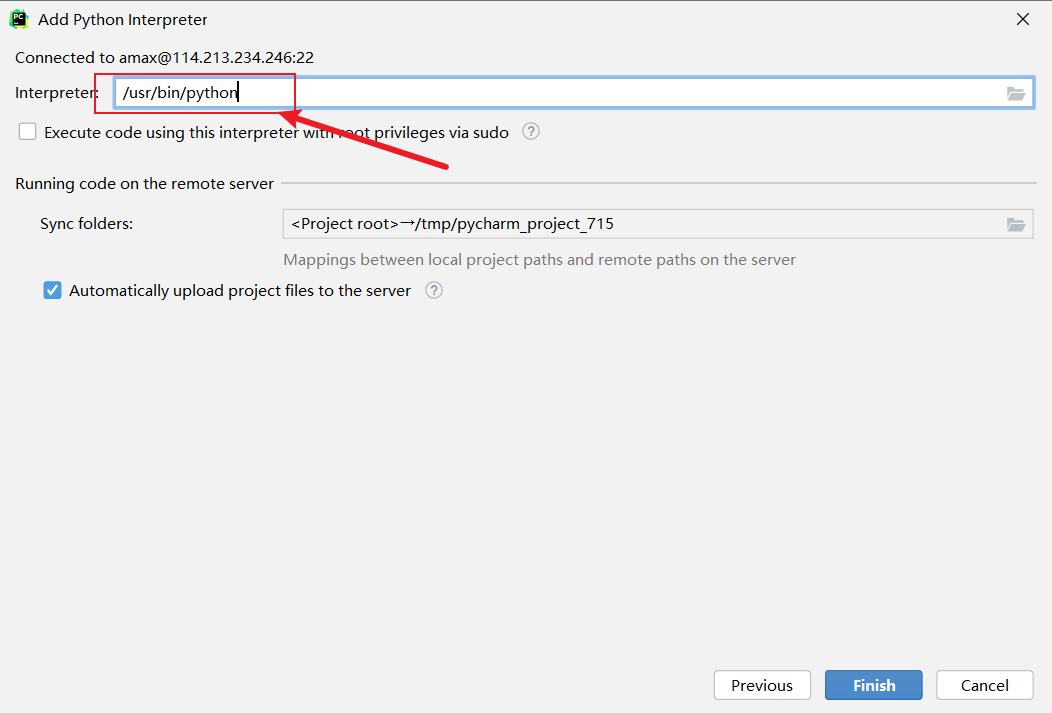 Add Python Interpreter
Connected to amax@114.213.234.246:22
Interpreter: /usr/bin/python
Execute code using this interpreter with root privileges via sudo ?
Running code on the remote server
Sync folders: <Project root>→/tmp/pycharm_project_715
Mappings between local project paths and remote paths on the server
Automatically upload project files to the server ?
Previous Finish Cancel